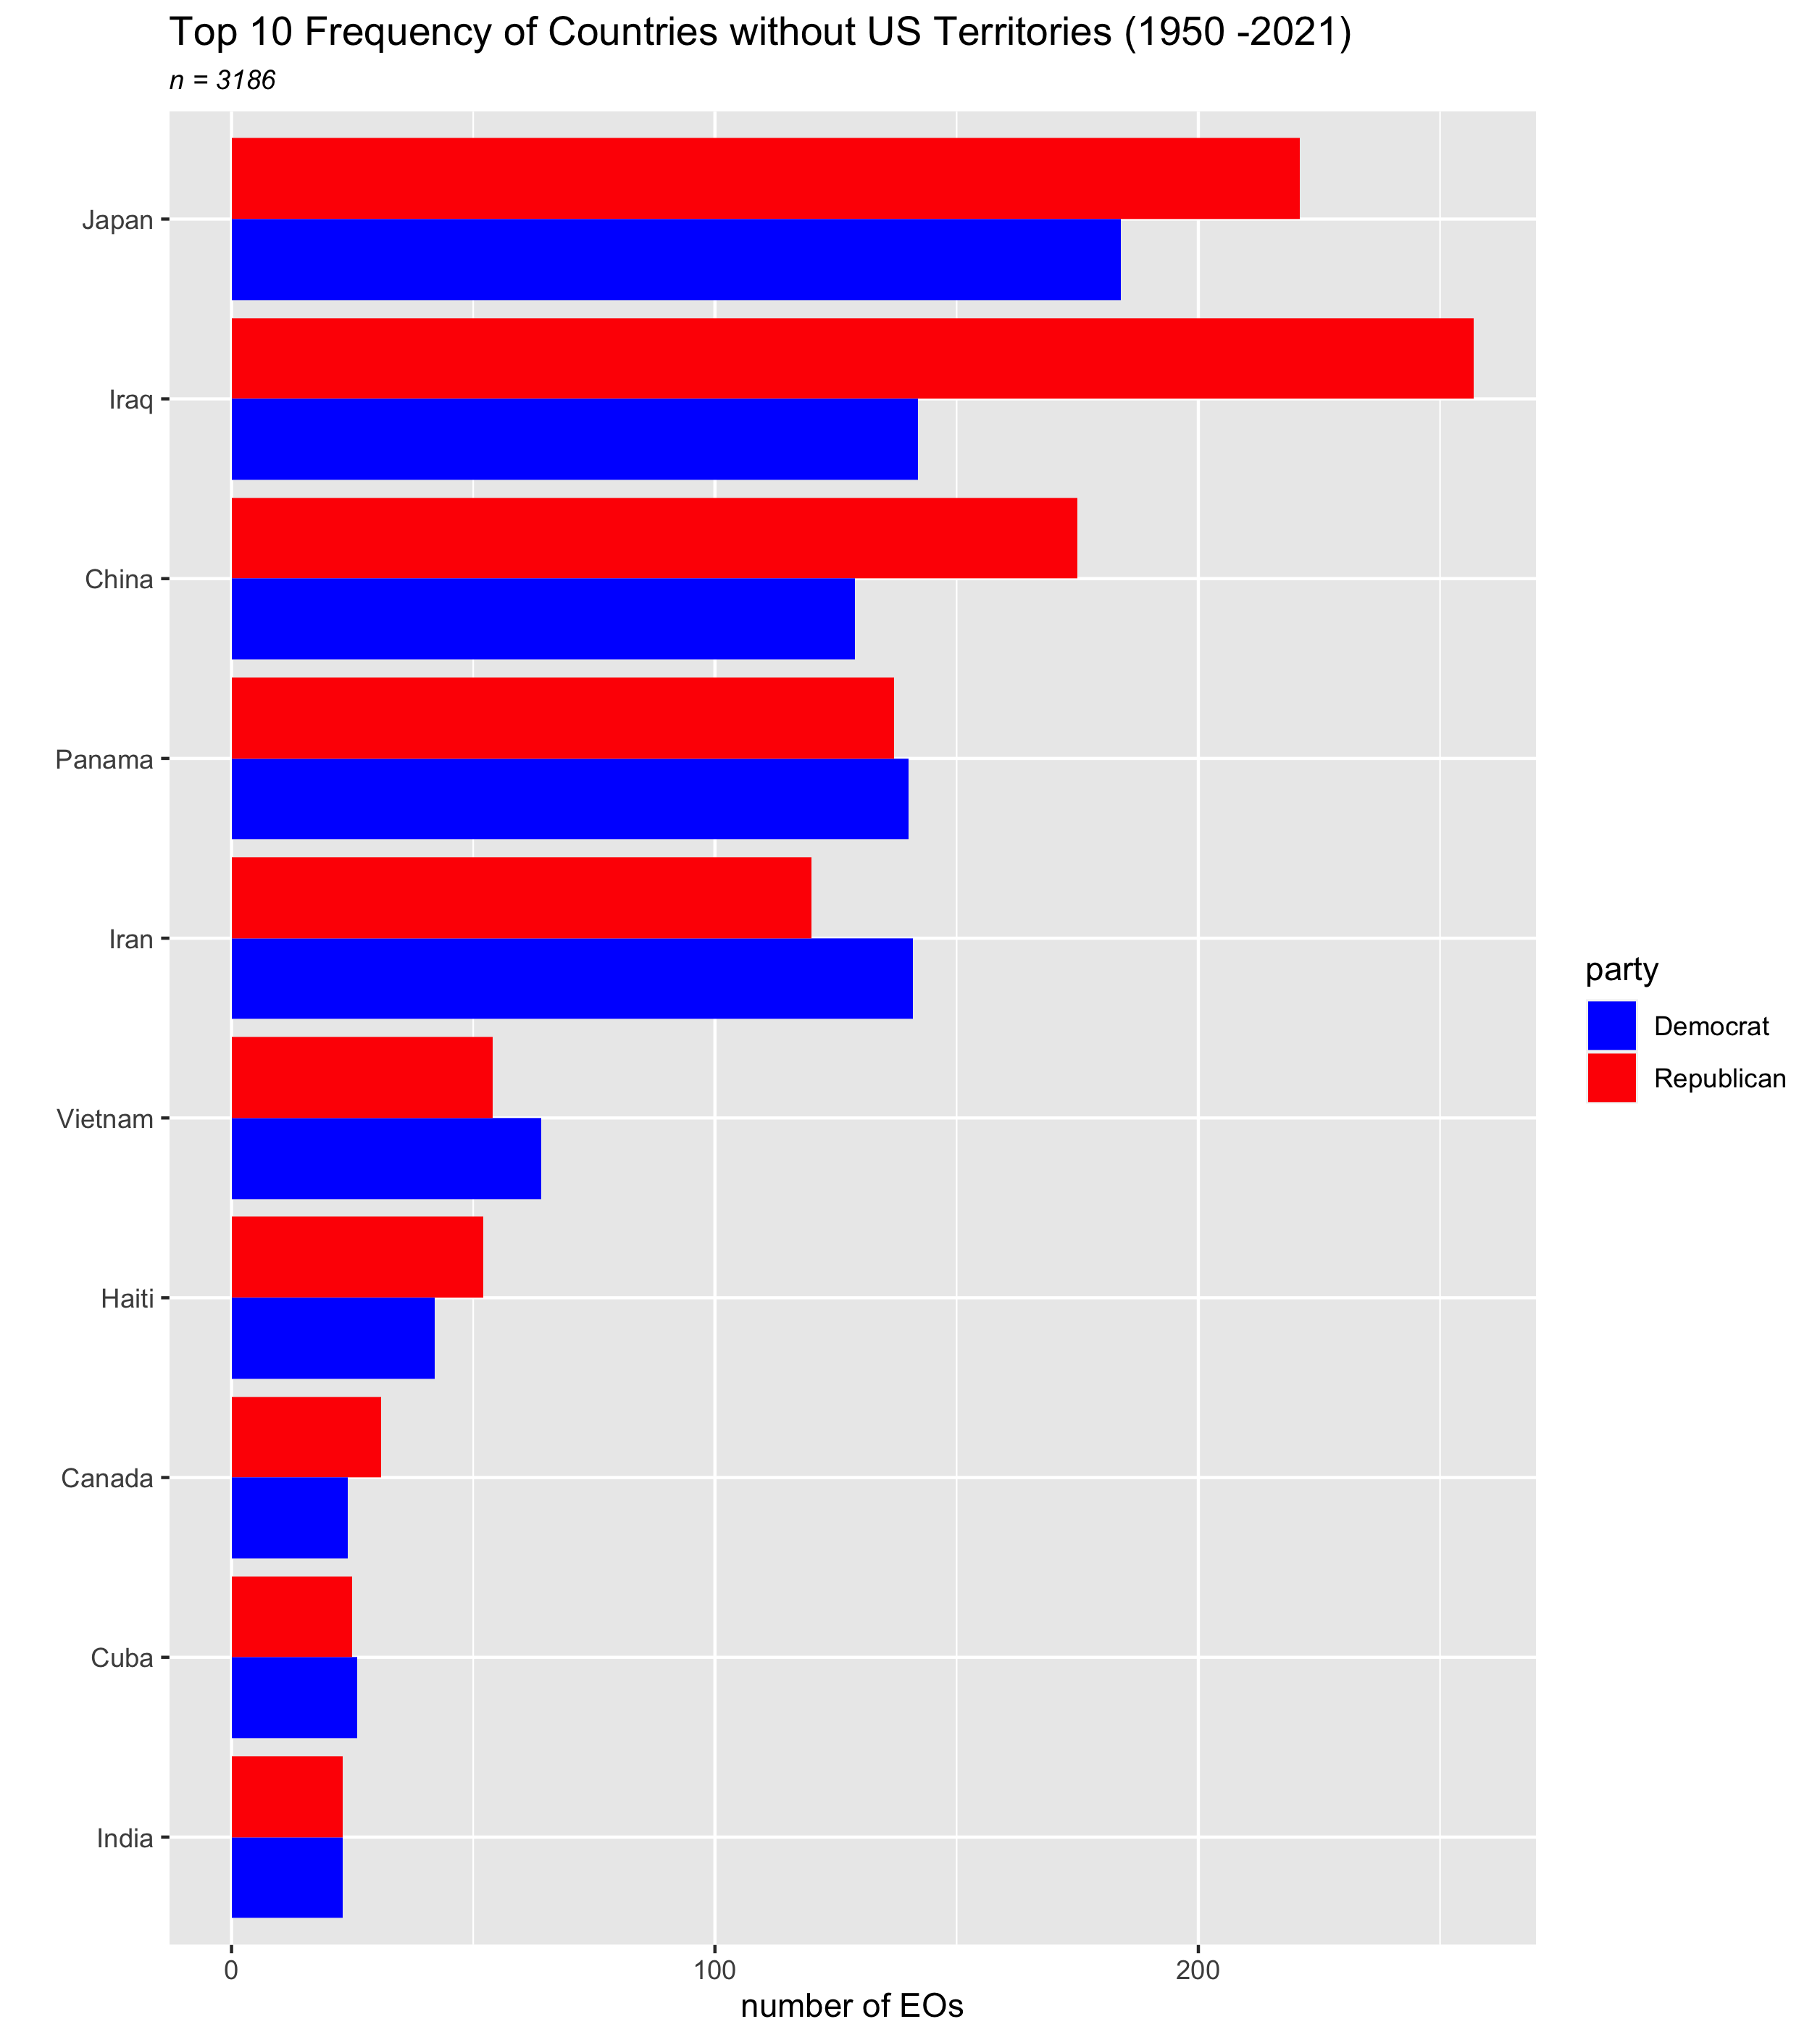 Top 10 Frequency of Countries without US Territories (1950 -2021)
n = 3186
Japan
Iraq
China
Panama
Iran
Vietnam
Haiti
Canada
Cuba
India
0 100 200
number of EOs
party
Democrat
Republican